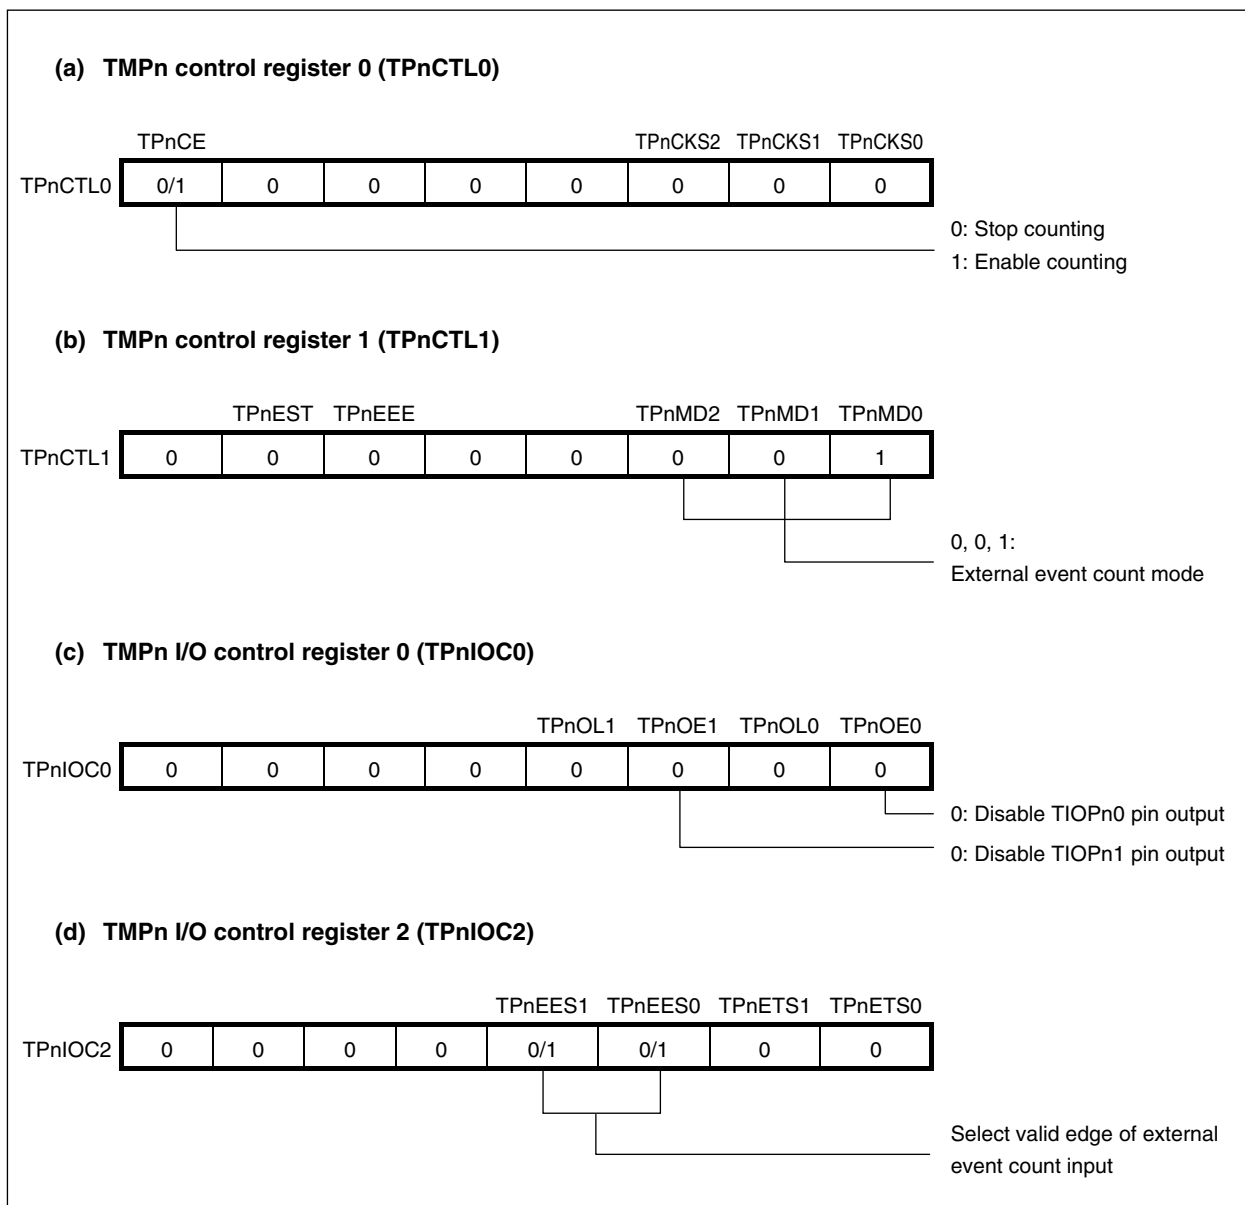 (a) TMPn control register 0 (TPnCTL0)
TPnCE TPnCKS2 TPnCKS1 TPnCKS0
TPnCTL0 0/1 0 0 0 0 0 0 0
0: Stop counting
1: Enable counting
(b) TMPn control register 1 (TPnCTL1)
TPnEST TPnEEE TPnMD2 TPnMD1 TPnMD0
TPnCTL1 0 0 0 0 0 0 0 1
0, 0, 1:
External event count mode
(c) TMPn I/O control register 0 (TPnIOC0)
TPnOL1 TPnOE1 TPnOL0 TPnOE0
TPnIOC0 0 0 0 0 0 0 0 0
0: Disable TIOPn0 pin output
0: Disable TIOPn1 pin output
(d) TMPn I/O control register 2 (TPnIOC2)
TPnEES1 TPnEES0 TPnETS1 TPnETS0
TPnIOC2 0 0 0 0 0/1 0/1 0 0
Select valid edge of external
event count input